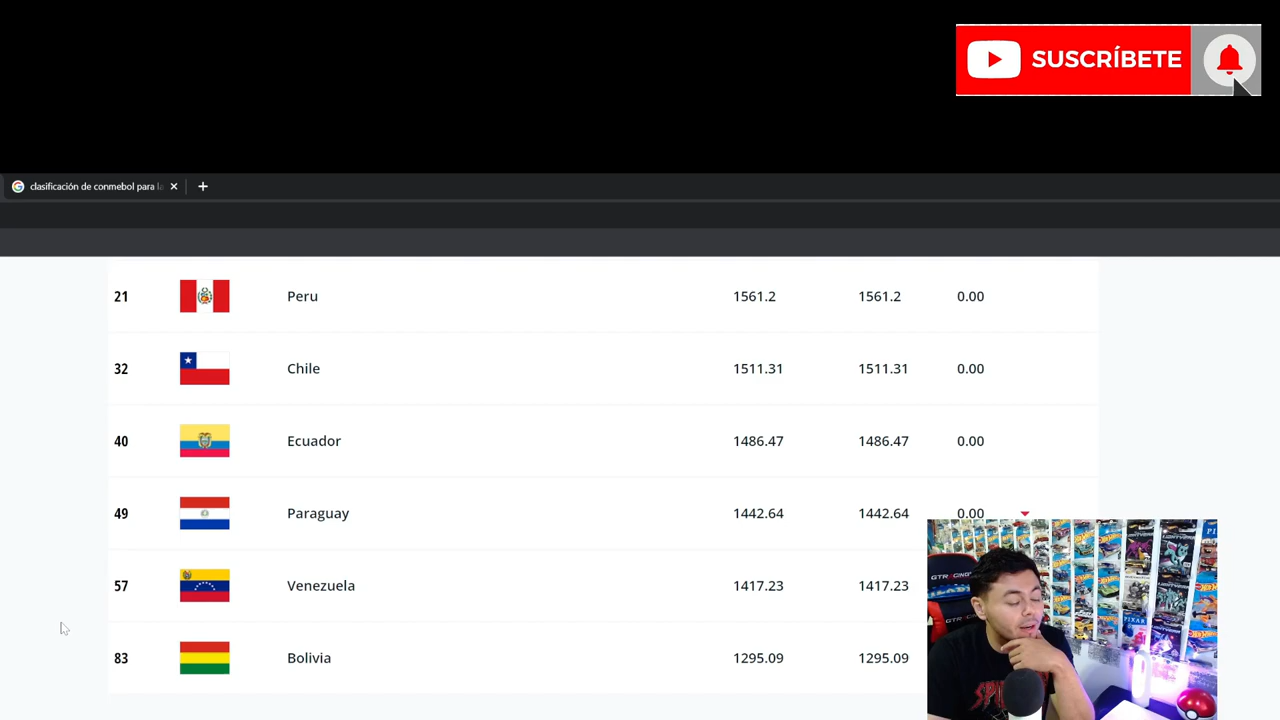 SUSCRÍBETE
clasificación de conmebol para la
21 Peru 1561.2 1561.2 0.00
32 Chile 1511.31 1511.31 0.00
40 Ecuador 1486.47 1486.47 0.00
49 Paraguay 1442.64 1442.64 0.00
57 Venezuela 1417.23 1417.23
83 Bolivia 1295.09 1295.09
GTRACING
PIXAR